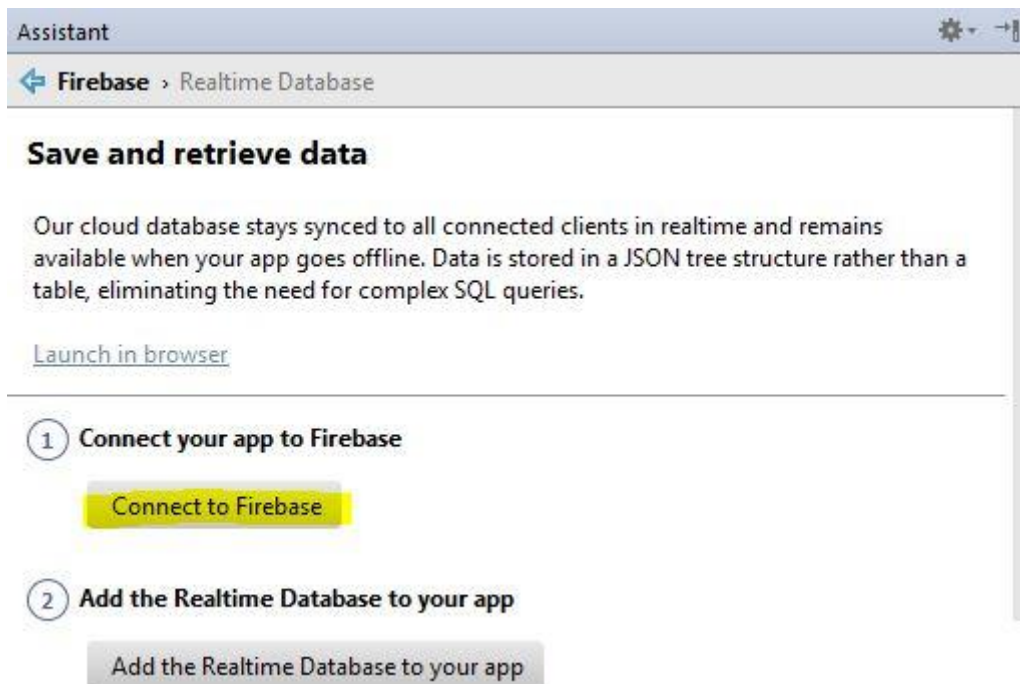 Assistant
Firebase › Realtime Database
Save and retrieve data
Our cloud database stays synced to all connected clients in realtime and remains
available when your app goes offline. Data is stored in a JSON tree structure rather than a
table, eliminating the need for complex SQL queries.
Launch in browser
1 Connect your app to Firebase
Connect to Firebase
2 Add the Realtime Database to your app
Add the Realtime Database to your app